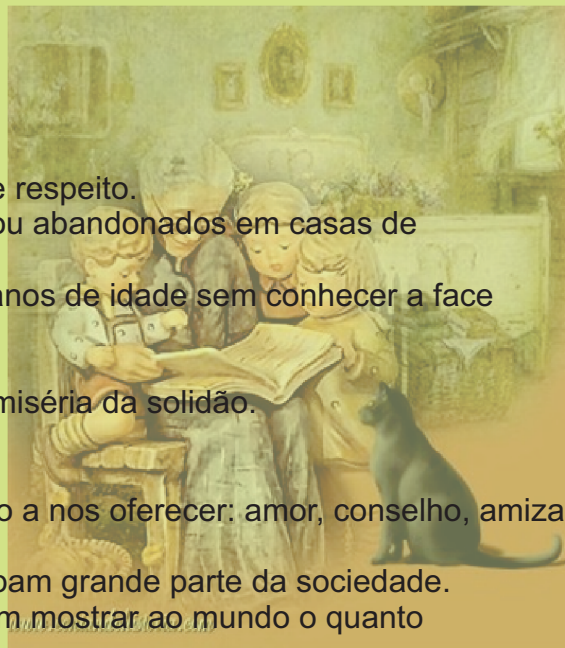 e respeito.
ou abandonados em casas de
anos de idade sem conhecer a face
miséria da solidão.
o a nos oferecer: amor, conselho, amiza
pam grande parte da sociedade.
m mostrar ao mundo o quanto